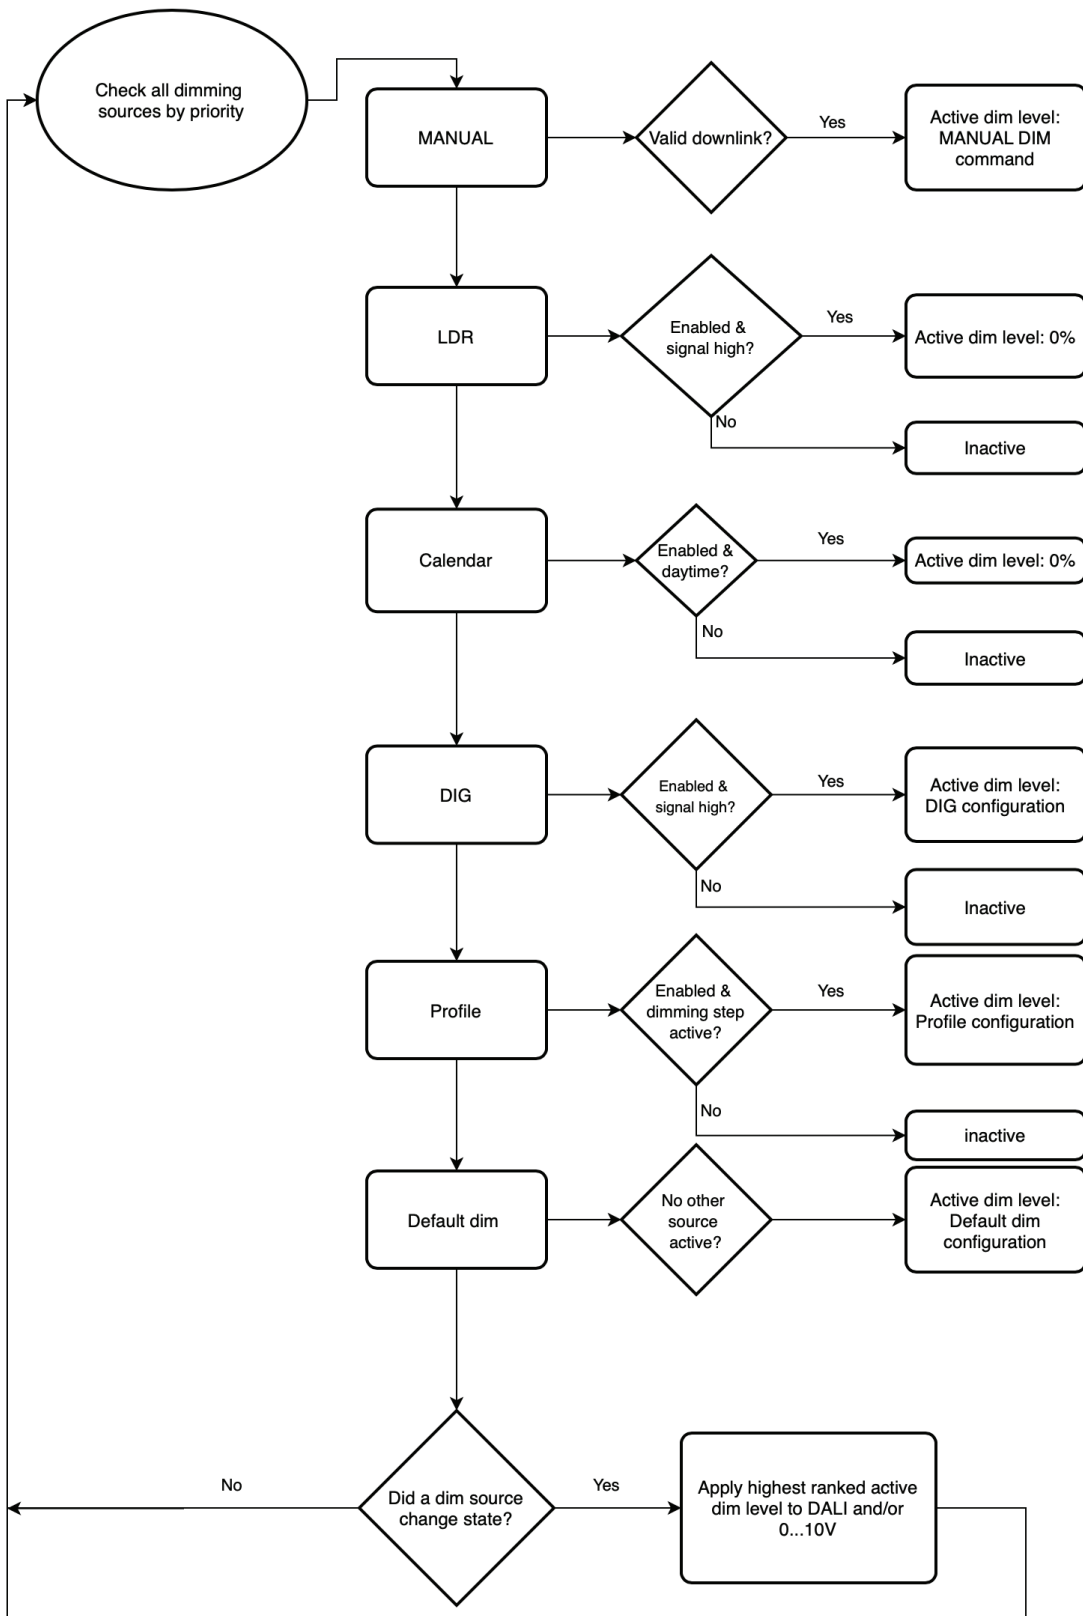 Check all dimming
sources by priority
MANUAL
Valid downlink?
Yes
Active dim level:
MANUAL DIM
command
LDR
Enabled &
signal high?
Yes
Active dim level: 0%
No
Inactive
Calendar
Enabled &
daytime?
Yes
Active dim level: 0%
No
Inactive
DIG
Enabled &
signal high?
Yes
Active dim level:
DIG configuration
No
Inactive
Profile
Enabled &
dimming step
active?
Yes
Active dim level:
Profile configuration
No
inactive
Default dim
No other
source
active?
Active dim level:
Default dim
configuration
Did a dim source
change state?
No
Yes
Apply highest ranked active
dim level to DALI and/or
0...10V